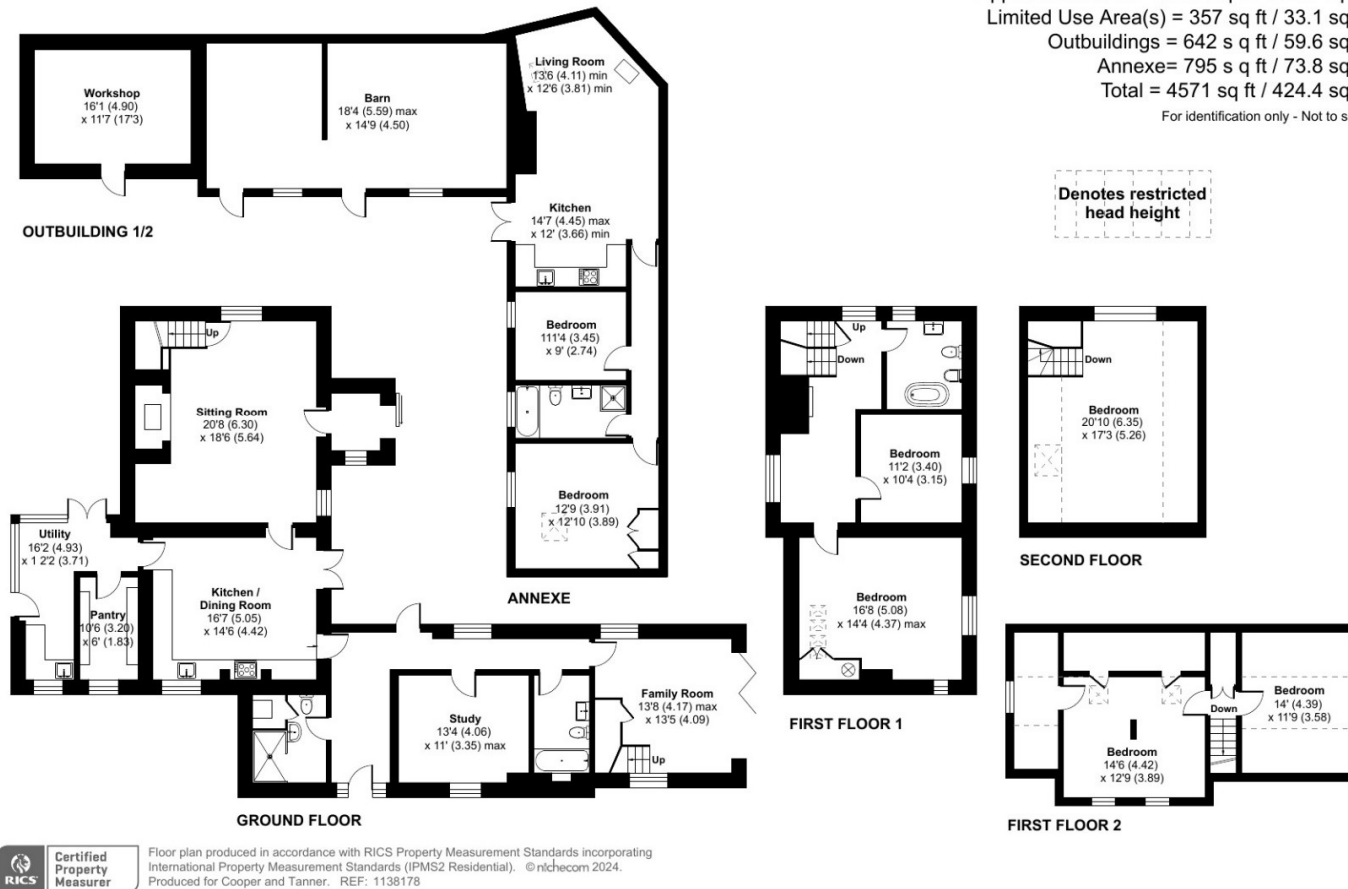 Limited Use Area(s) = 357 sq ft / 33.1 sq
Outbuildings = 642 s q ft / 59.6 sq
Annexe= 795 s q ft / 73.8 sq
Total = 4571 sq ft / 424.4 sq
For identification only - Not to s
Denotes restricted
head height
Workshop
16'1 (4.90)
x 11'7 (17'3)
Barn
18'4 (5.59) max
x 14'9 (4.50)
Living Room
13'6 (4.11) min
x 12'6 (3.81) min
Kitchen
14'7 (4.45) max
x 12' (3.66) min
OUTBUILDING 1/2
Bedroom
111'4 (3.45)
x 9' (2.74)
Bedroom
12'9 (3.91)
x 12'10 (3.89)
ANNEXE
Up
Sitting Room
20'8 (6.30)
x 18'6 (5.64)
Utility
16'2 (4.93)
x 1 2'2 (3.71)
Pantry
10'6 (3.20)
x 6' (1.83)
Kitchen /
Dining Room
16'7 (5.05)
x 14'6 (4.42)
Study
13'4 (4.06)
x 11' (3.35) max
Family Room
13'8 (4.17) max
x 13'5 (4.09)
Up
GROUND FLOOR
Up
Down
Bedroom
11'2 (3.40)
x 10'4 (3.15)
Bedroom
16'8 (5.08)
x 14'4 (4.37) max
FIRST FLOOR 1
Down
Bedroom
20'10 (6.35)
x 17'3 (5.26)
SECOND FLOOR
Bedroom
14'6 (4.42)
x 12'9 (3.89)
Down
Bedroom
14' (4.39)
x 11'9 (3.58)
FIRST FLOOR 2
RICS
Certified
Property
Measurer
Floor plan produced in accordance with RICS Property Measurement Standards incorporating
International Property Measurement Standards (IPMS2 Residential). © nichecom 2024.
Produced for Cooper and Tanner. REF: 1138178